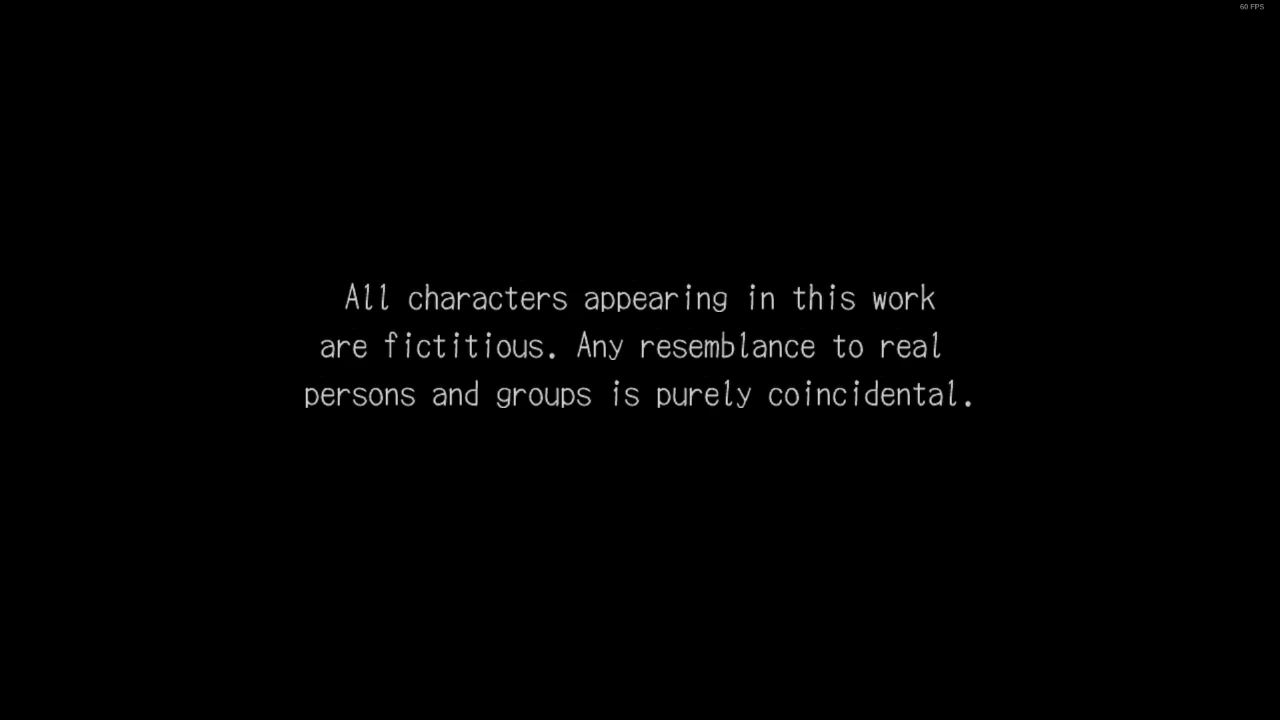 60 FPS
All characters appearing in this work
are fictitious. Any resemblance to real
persons and groups is purely coincidental.